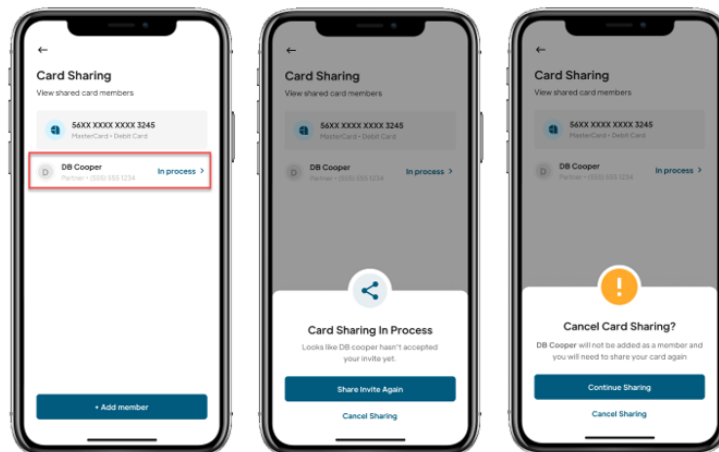 ←
Card Sharing
View shared card members
56XX XXXX XXXX 3245
MasterCard • Debit Card
D
DB Cooper
In process >
Partner • (555) 555 1234
+ Add member
←
Card Sharing
View shared card members
56XX XXXX XXXX 3245
MasterCard • Debit Card
D
DB Cooper
In process >
Partner • (555) 555 1234
Card Sharing In Process
Looks like DB cooper hasn't accepted
your invite yet.
Share Invite Again
Cancel Sharing
←
Card Sharing
View shared card members
56XX XXXX XXXX 3245
MasterCard • Debit Card
D
DB Cooper
In process >
Partner • (555) 555 1234
!
Cancel Card Sharing?
DB Cooper will not be added as a member and
you will need to share your card again
Continue Sharing
Cancel Sharing